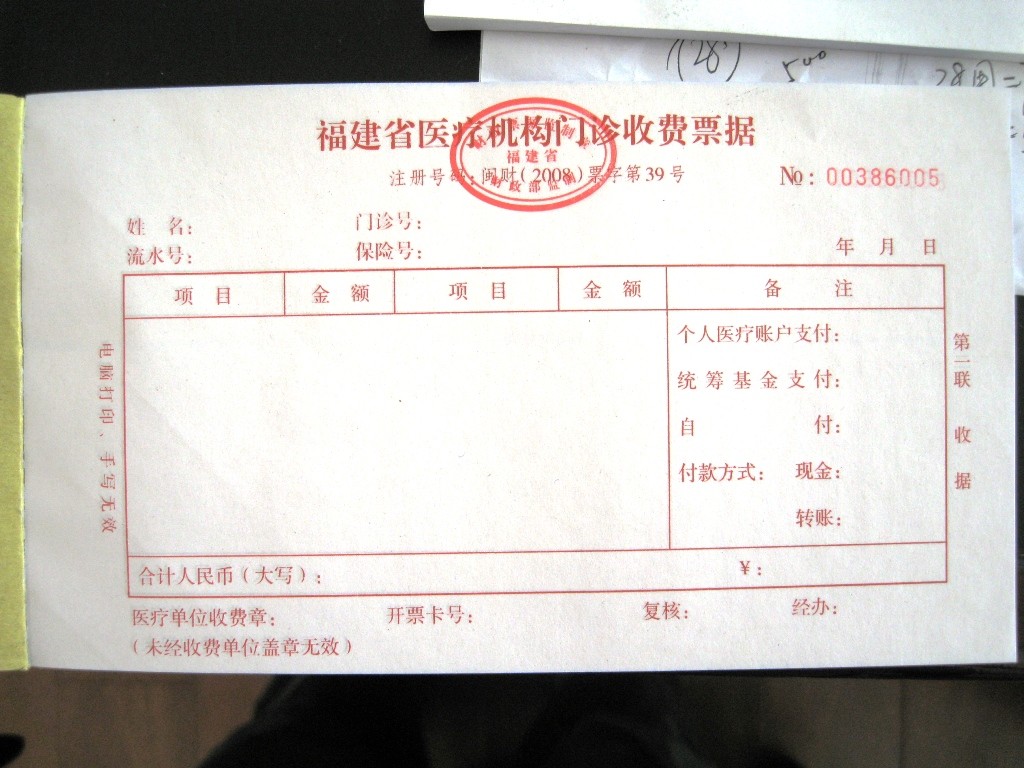 (28) 500
福建省医疗机构门诊收费票据
福建省
财政部监制
注册号码:闽财(2008)票字第39号
№: 00386005
姓 名: 门诊号:
流水号: 保险号: 年 月 日
项 目 金 额 项 目 金 额 备 注
个人医疗账户支付:
统筹基金支付:
自 付:
付款方式: 现金:
转账:
合计人民币(大写): ¥:
医疗单位收费章: 开票卡号: 复核: 经办:
(未经收费单位盖章无效)
电脑打印、手写无效
第一联 收 据